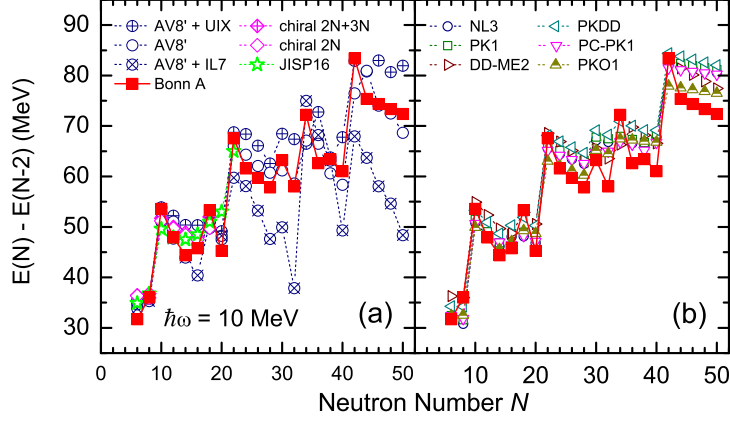 E(N) - E(N-2) (MeV)
90
80
70
60
50
40
30
AV8' + UIX
AV8'
AV8' + IL7
Bonn A
chiral 2N+3N
chiral 2N
JISP16
ħω = 10 MeV
(a)
NL3
PK1
DD-ME2
PKDD
PC-PK1
PKO1
(b)
0 10 20 30 40 50
10 20 30 40 50
Neutron Number N